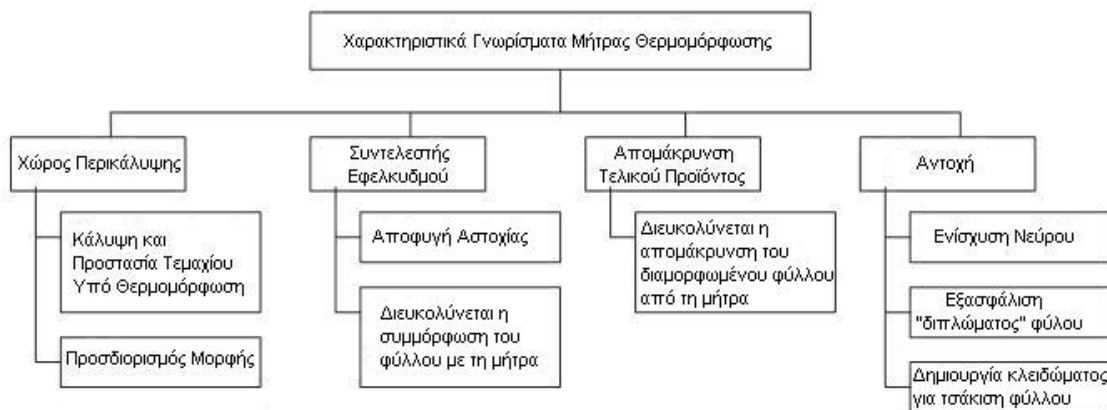 Χαρακτηριστικά Γνωρίσματα Μήτρας Θερμομόρφωσης
Χώρος Περικάλυψης
Κάλυψη και
Προστασία Τεμαχίου
Υπό Θερμομόρφωση
Προσδιορισμός Μορφής
Συντελεστής
Εφελκυδμού
Αποφυγή Αστοχίας
Διευκολύνεται η
συμμόρφωση του
φύλλου με τη μήτρα
Απομάκρυνση
Τελικού Προϊόντος
Διευκολύνεται η
απομάκρυνση του
διαμορφωμένου φύλλου
από τη μήτρα
Αντοχή
Ενίσχυση Νεύρου
Εξασφάλιση
"διπλώματος" φύλου
Δημιουργία κλειδώματος
για τσάκιση φύλλου